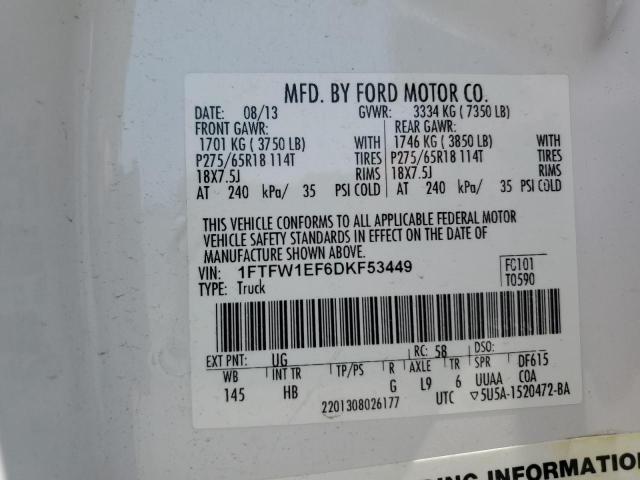 MFD. BY FORD MOTOR CO.
DATE: 08/13 GVWR: 3334 KG ( 7350 LB)
FRONT GAWR: REAR GAWR:
1701 KG ( 3750 LB) WITH 1746 KG ( 3850 LB) WITH
P275/65R18 114T TIRES P275/65R18 114T TIRES
18X7.5J RIMS 18X7.5J RIMS
AT 240 kPa/ 35 PSI COLD AT 240 kPa/ 35 PSI COLD
THIS VEHICLE CONFORMS TO ALL APPLICABLE FEDERAL MOTOR
VEHICLE SAFETY STANDARDS IN EFFECT ON THE DATE OF
MANUFACTURE SHOWN ABOVE.
VIN: 1FTFW1EF6DKF53449 FC101
TYPE: Truck T0590
EXT PNT: UG RC: 58 DSO:
WB INT TR TP/PS R AXLE TR SPR DF615
145 HB G L9 6 UUAA COA
2201308026177 UTC ▽5U5A-1520472-BA
INFORMATION